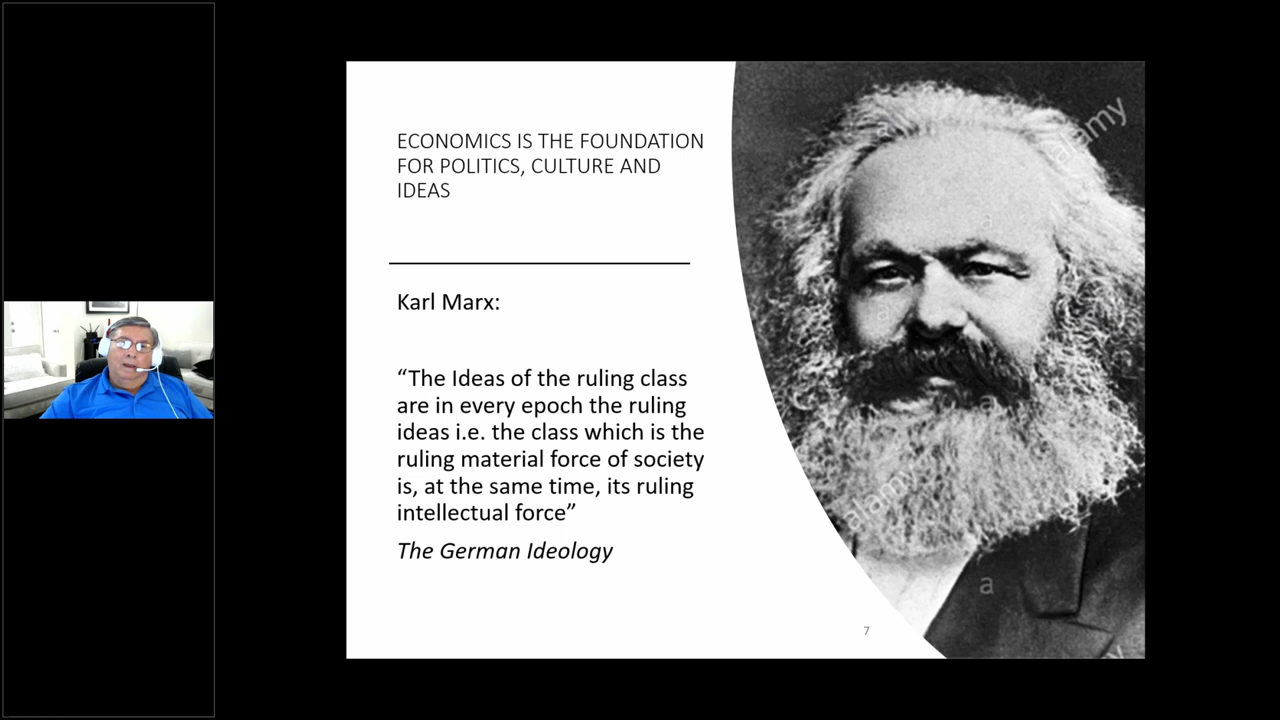 ECONOMICS IS THE FOUNDATION
FOR POLITICS, CULTURE AND
IDEAS
Karl Marx:
“The Ideas of the ruling class
are in every epoch the ruling
ideas i.e. the class which is the
ruling material force of society
is, at the same time, its ruling
intellectual force”
The German Ideology
7
alamy
alamy
a
a
a